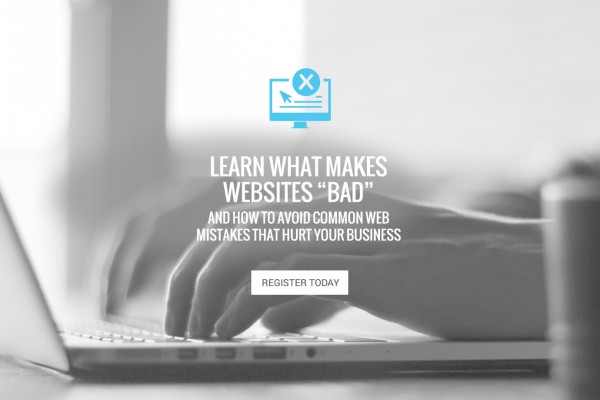 LEARN WHAT MAKES
WEBSITES “BAD”
AND HOW TO AVOID COMMON WEB
MISTAKES THAT HURT YOUR BUSINESS
REGISTER TODAY